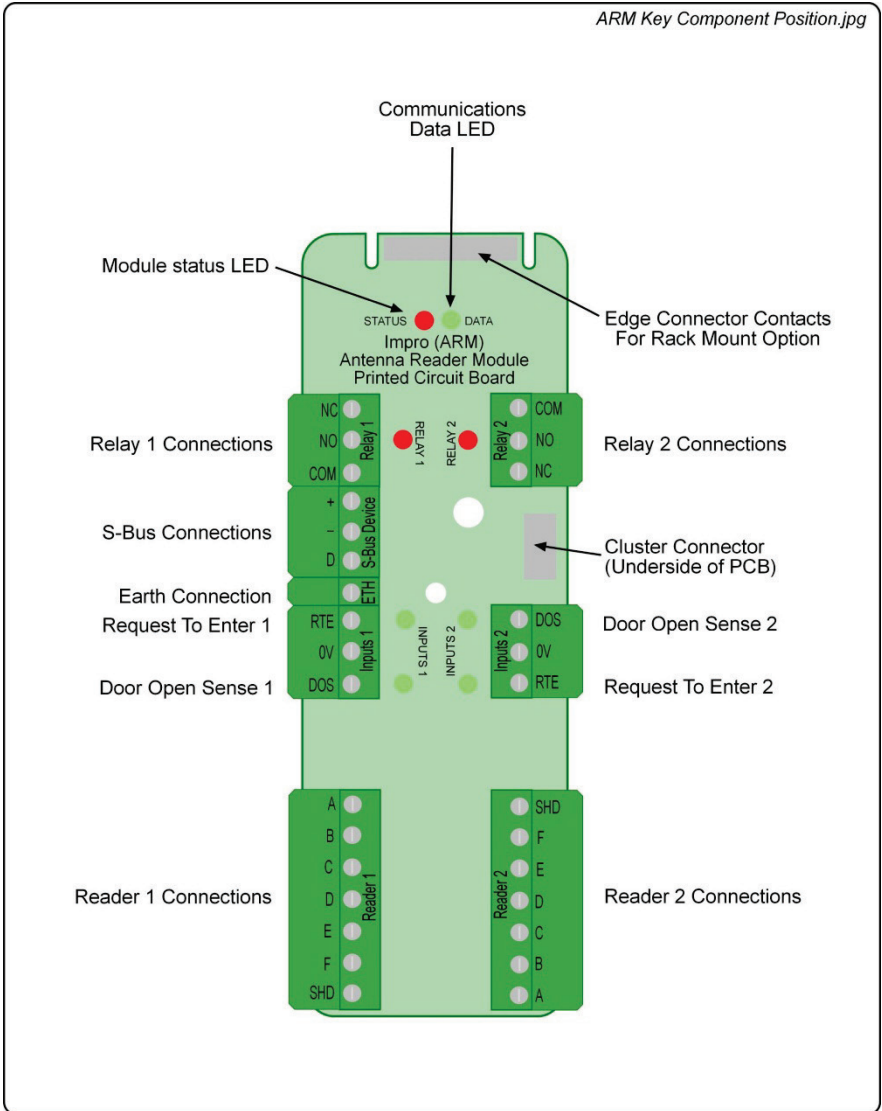 ARM Key Component Position.jpg
Communications
Data LED
Module status LED
STATUS
DATA
Edge Connector Contacts
For Rack Mount Option
Impro (ARM)
Antenna Reader Module
Printed Circuit Board
Relay 1 Connections
NC
NO
COM
Relay 1
RELAY 1
RELAY 2
Relay 2
COM
NO
NC
Relay 2 Connections
S-Bus Connections
+
–
D
S-Bus Device
Cluster Connector
(Underside of PCB)
Earth Connection
ETH
Request To Enter 1
Door Open Sense 1
RTE
0V
DOS
Inputs 1
INPUTS 1
INPUTS 2
Inputs 2
DOS
0V
RTE
Door Open Sense 2
Request To Enter 2
Reader 1 Connections
A
B
C
D
E
F
SHD
Reader 1
Reader 2
SHD
F
E
D
C
B
A
Reader 2 Connections